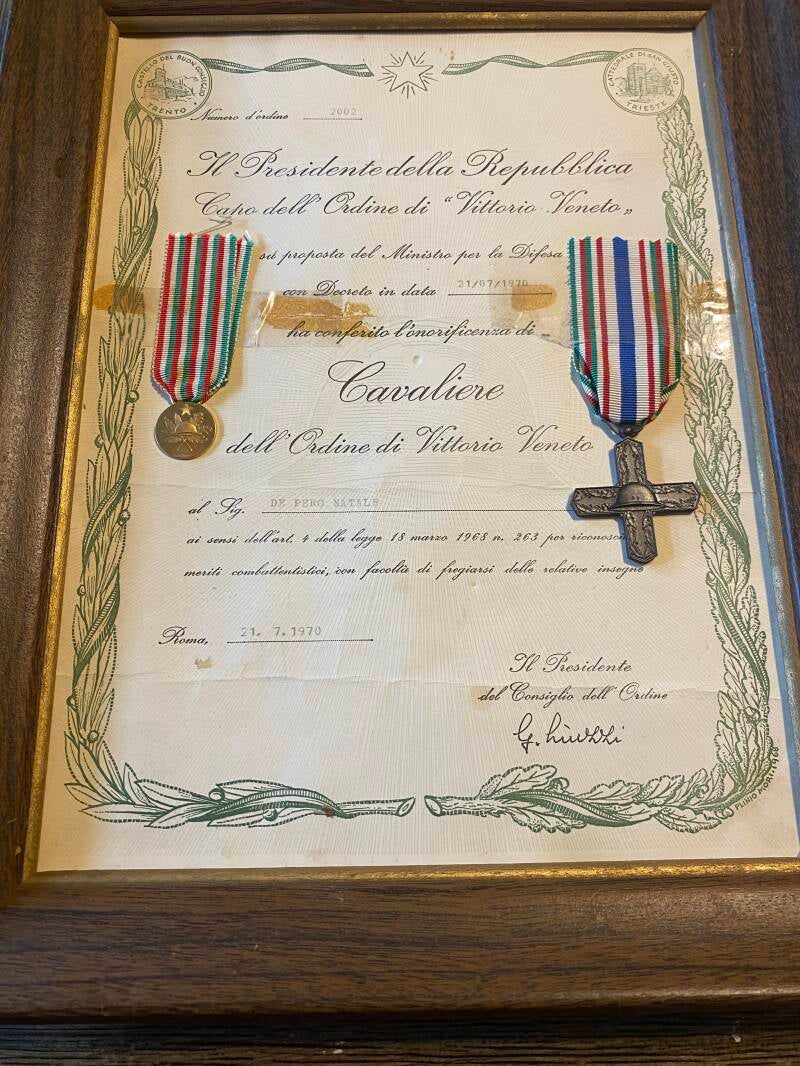 CASTELLO DEL BUON CONSIGLIO
TRENTO
CATTEDRALE DI SAN GIUSTO
TRIESTE
Numero d'ordine 2002
Il Presidente della Repubblica
Capo dell'Ordine di "Vittorio Veneto„
su proposta del Ministro per la Difesa
con Decreto in data 21/07/1970
ha conferito l'onorificenza di
Cavaliere
dell'Ordine di Vittorio Veneto
al Sig. DE PERO NATALE
ai sensi dell'art. 4 della legge 18 marzo 1968 n. 263 per
meriti combattentistici, con facoltà di fregiarsi delle relative insegne
Roma, 21. 7.1970
Il Presidente
del Consiglio dell'Ordine
PLINIO 1968